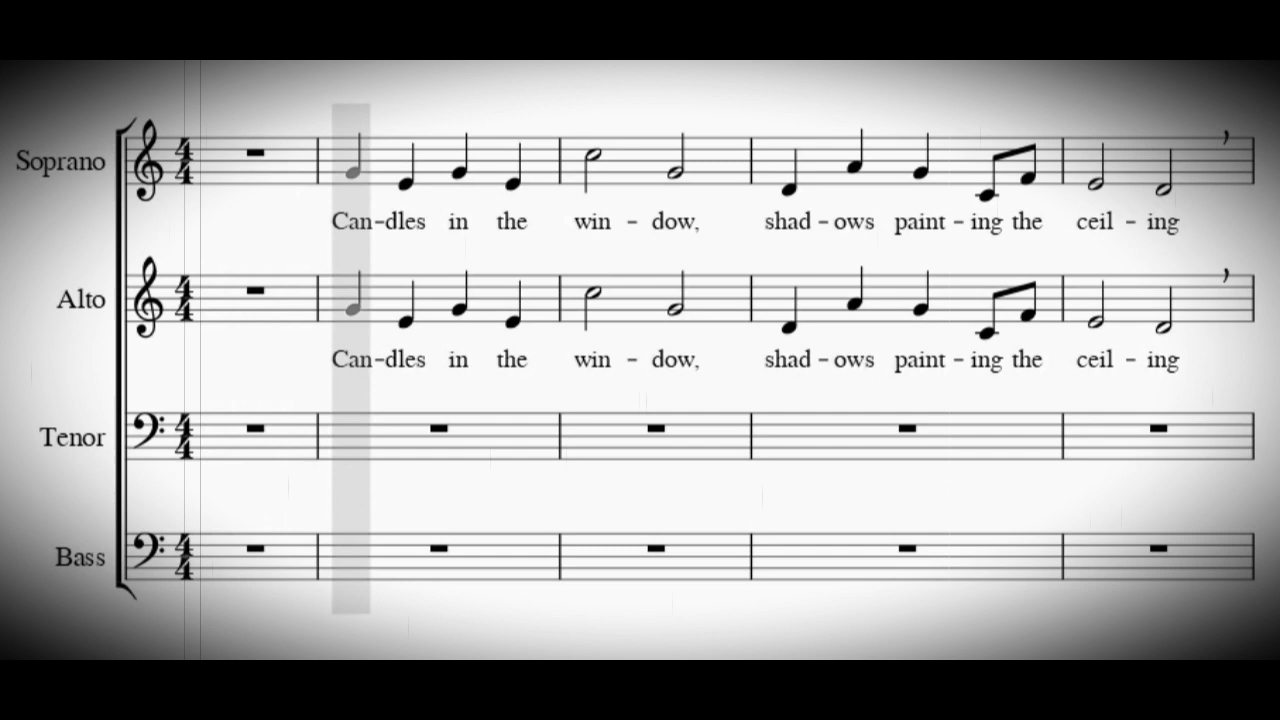 Soprano
Can-dles in the win - dow, shad - ows paint - ing the ceil - ing
Alto
Can-dles in the win - dow, shad - ows paint - ing the ceil - ing
Tenor
Bass